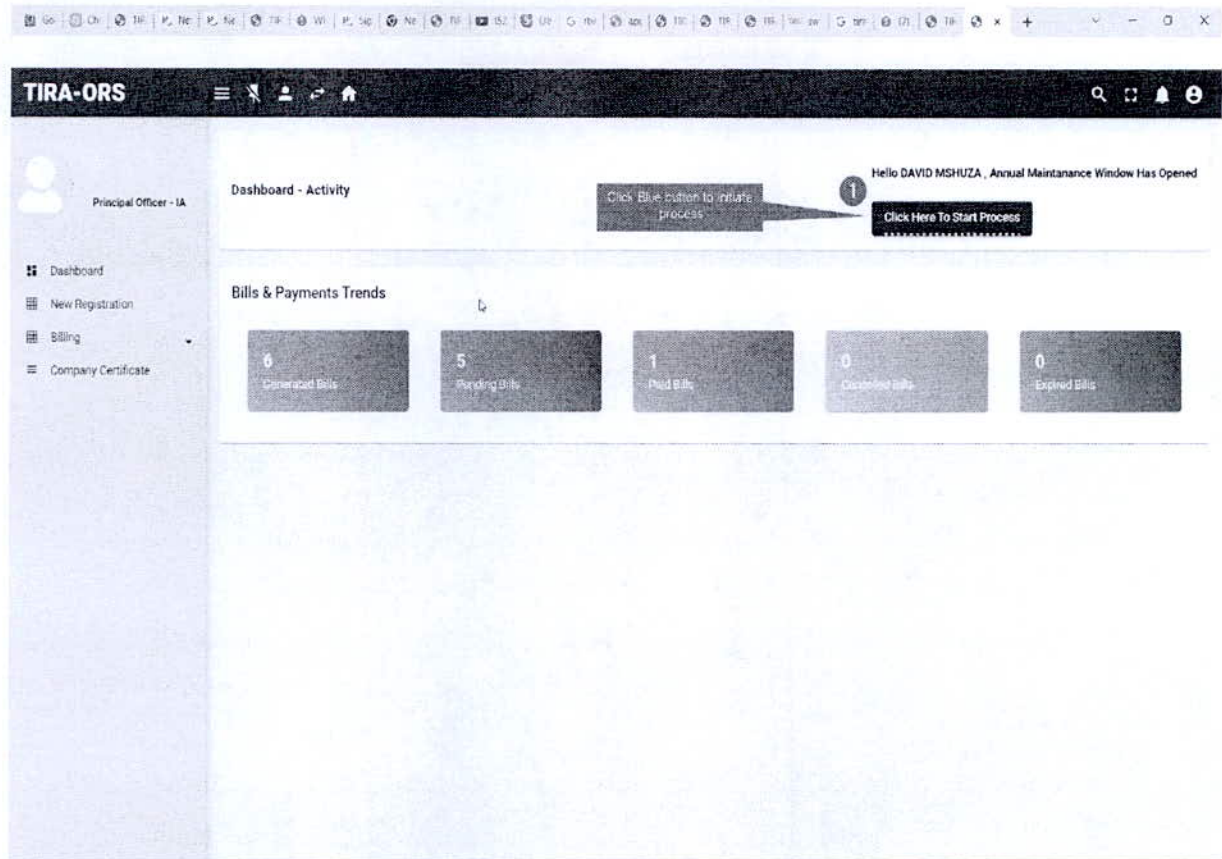 TIRA-ORS
Hello DAVID MSHUZA , Annual Maintanance Window Has Opened
Principal Officer - IA
Dashboard - Activity
Click Blue button to initiate
process
1
Click Here To Start Process
Dashboard
New Registration
Billing
Company Certificate
Bills & Payments Trends
6
Generated Bills
5
Pending Bills
1
Paid Bills
0
Cancelled Bills
0
Expired Bills